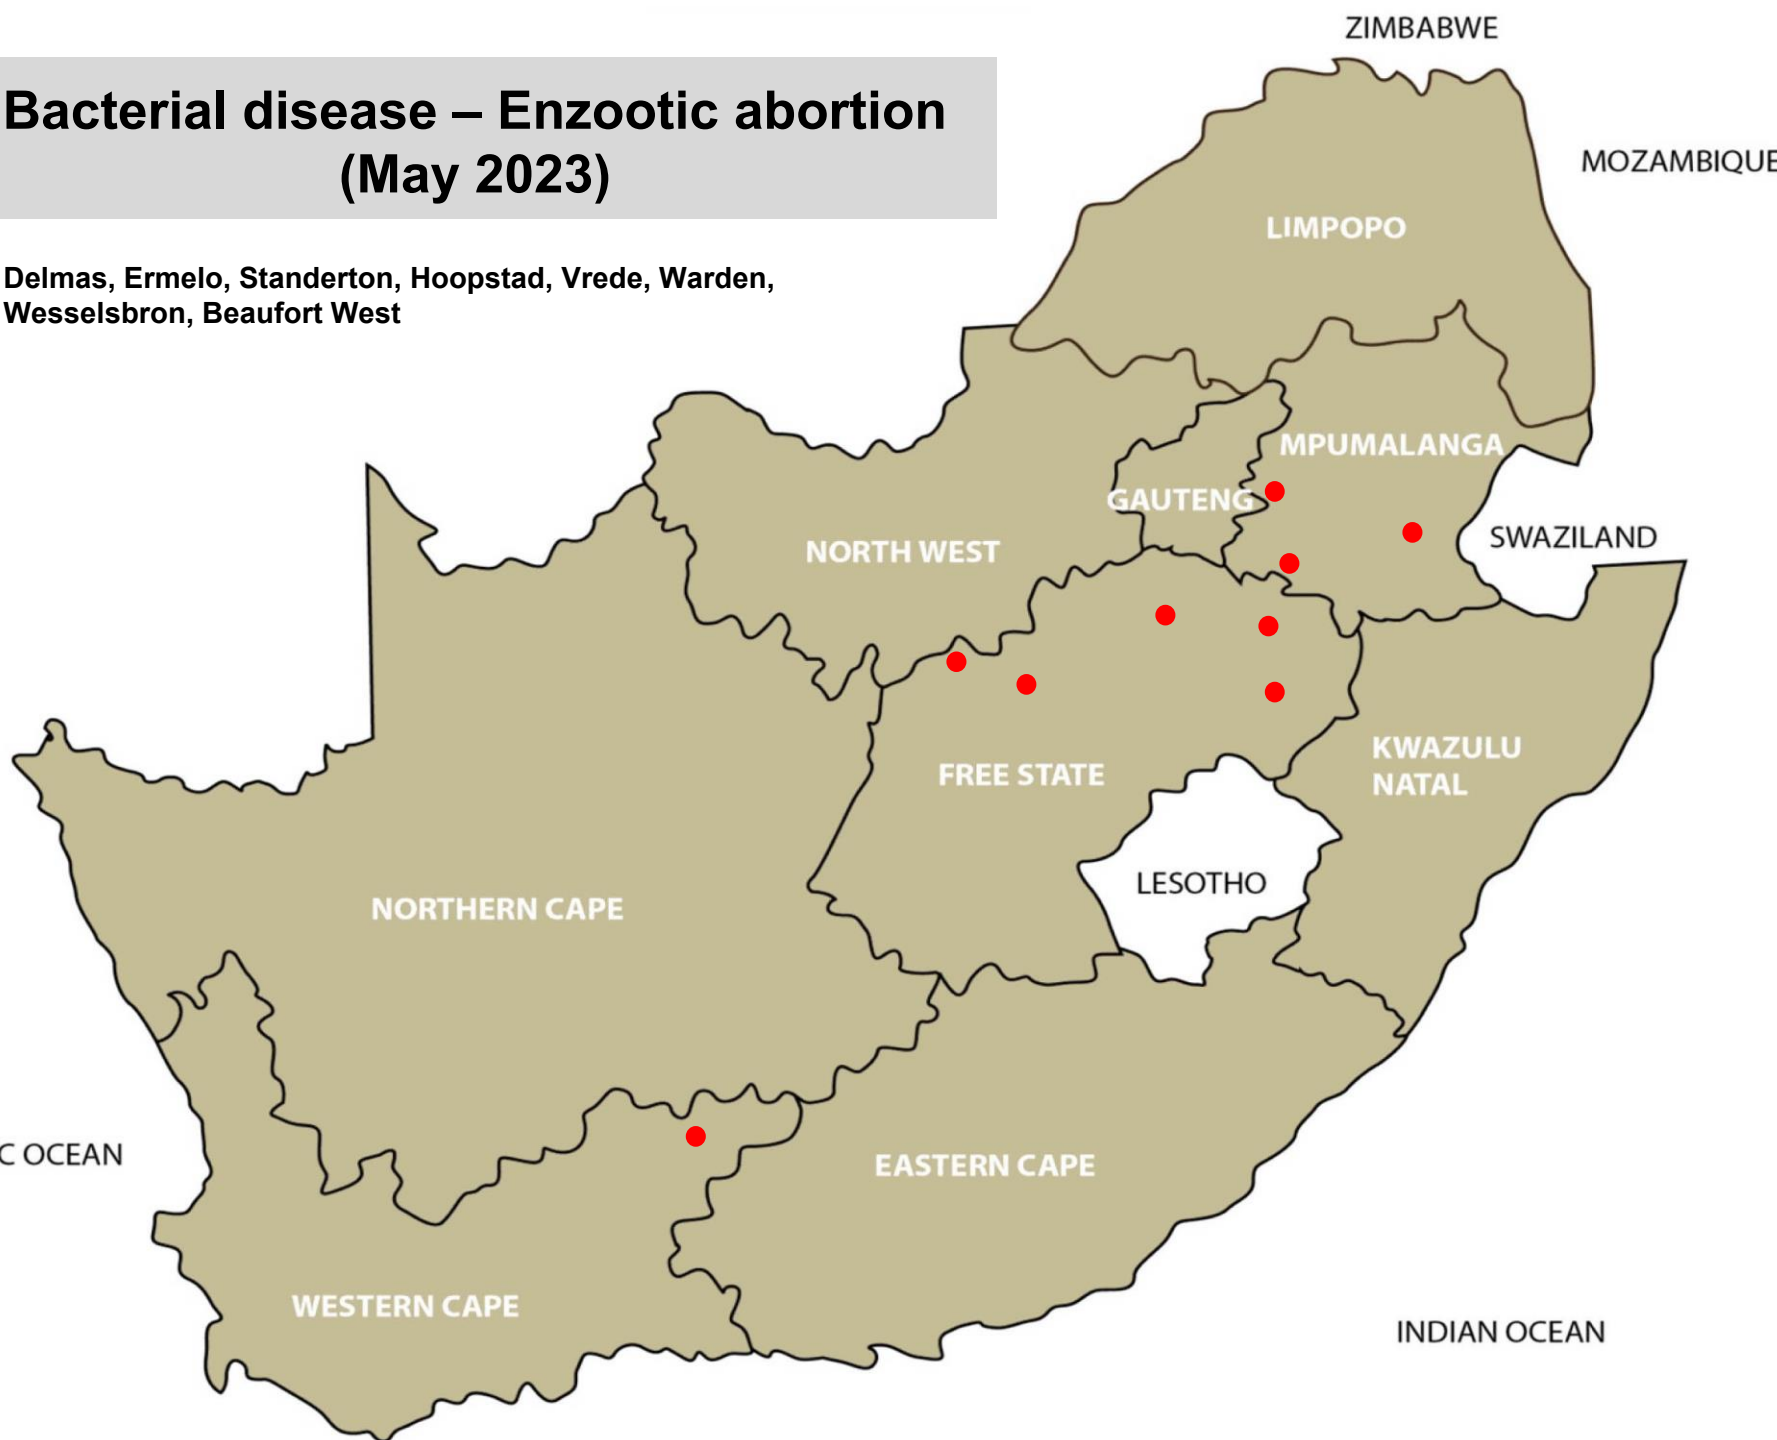 ZIMBABWE
Bacterial disease – Enzootic abortion
(May 2023)
MOZAMBIQUE
LIMPOPO
Delmas, Ermelo, Standerton, Hoopstad, Vrede, Warden,
Wesselsbron, Beaufort West
MPUMALANGA
GAUTENG
SWAZILAND
NORTH WEST
KWAZULU
NATAL
FREE STATE
LESOTHO
NORTHERN CAPE
C OCEAN
EASTERN CAPE
WESTERN CAPE
INDIAN OCEAN